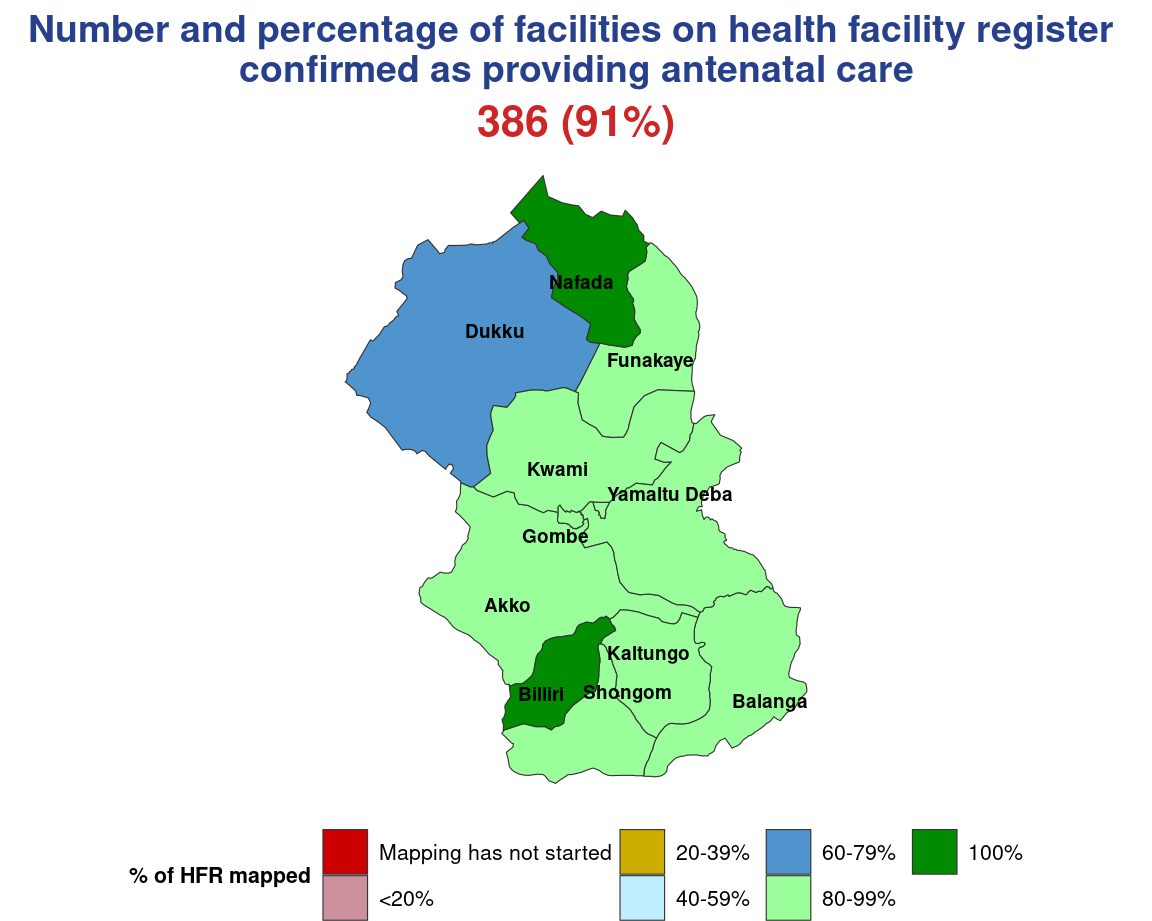 Number and percentage of facilities on health facility register
confirmed as providing antenatal care
386 (91%)
Nafada
Dukku
Funakaye
Kwami
Yamaltu Deba
Gombe
Akko
Kaltungo
Billiri
Shongom
Balanga
% of HFR mapped
Mapping has not started
<20%
20-39%
40-59%
60-79%
80-99%
100%